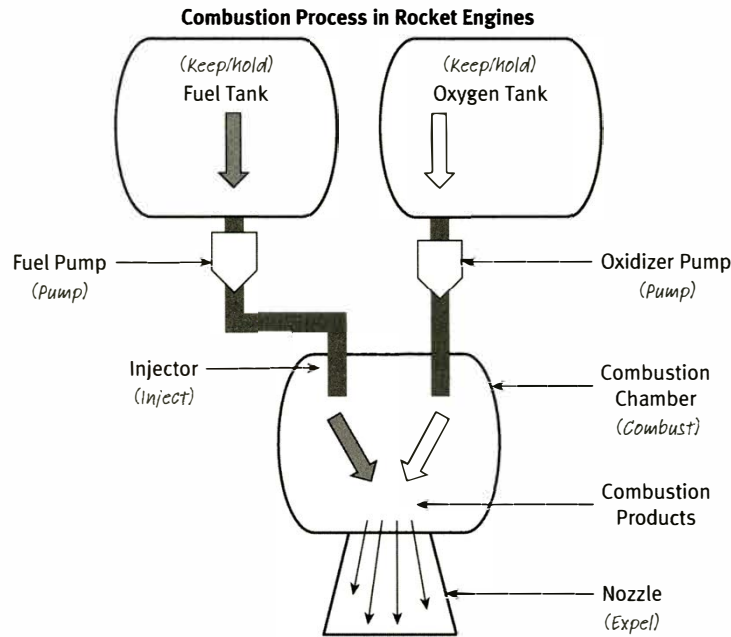 Combustion Process in Rocket Engines
(Keep/hold)
Fuel Tank
(Keep/hold)
Oxygen Tank
Fuel Pump
(Pump)
Oxidizer Pump
(Pump)
Injector
(Inject)
Combustion
Chamber
(Combust)
Combustion
Products
Nozzle
(Expel)